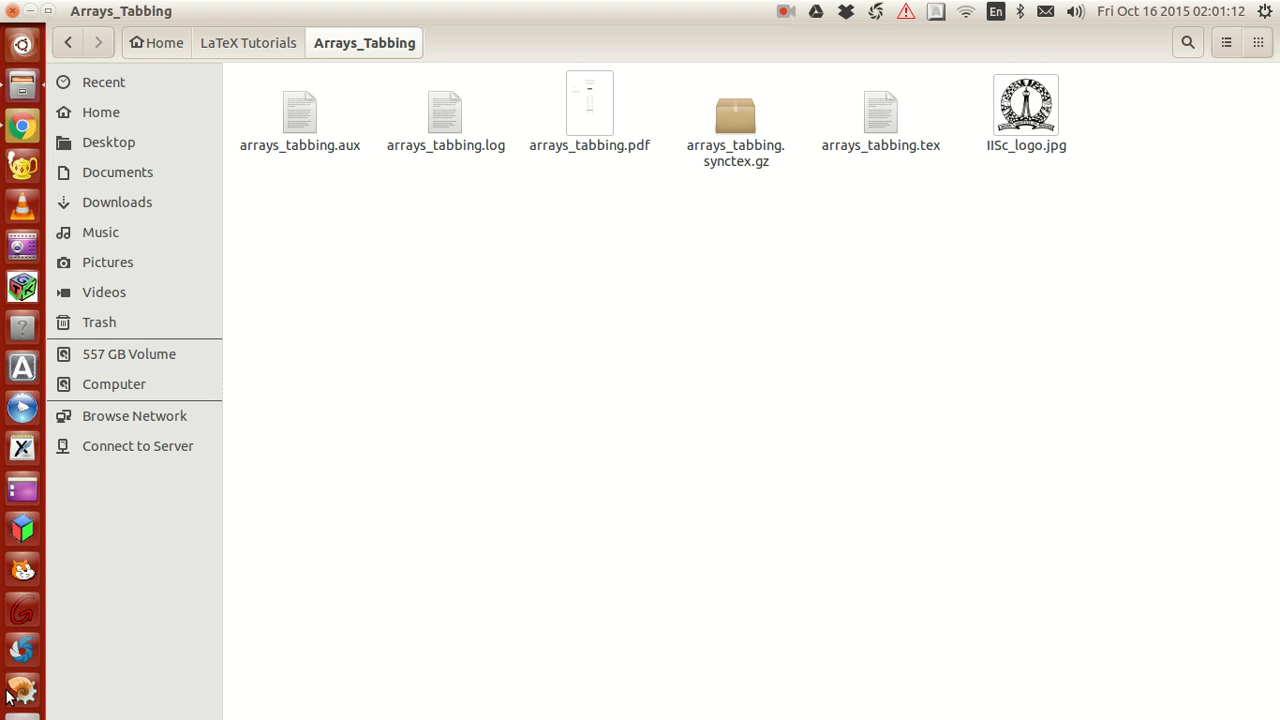 Arrays_Tabbing
En
Fri Oct 16 2015 02:01:12
Home
LaTeX Tutorials
Arrays_Tabbing
Recent
Home
Desktop
Documents
Downloads
Music
Pictures
Videos
Trash
557 GB Volume
Computer
Browse Network
Connect to Server
arrays_tabbing.aux
arrays_tabbing.log
arrays_tabbing.pdf
arrays_tabbing.
synctex.gz
arrays_tabbing.tex
IISc_logo.jpg